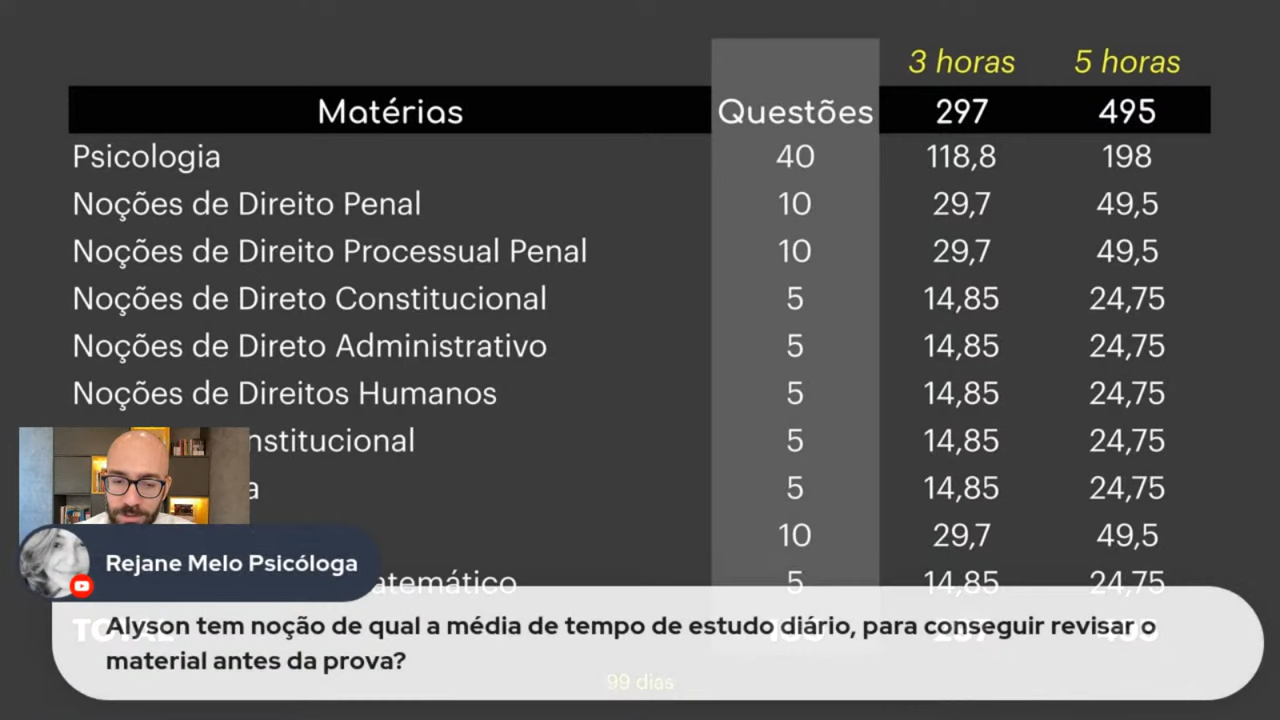 3 horas 5 horas
Matérias Questões 297 495
Psicologia 40 118,8 198
Noções de Direito Penal 10 29,7 49,5
Noções de Direito Processual Penal 10 29,7 49,5
Noções de Direto Constitucional 5 14,85 24,75
Noções de Direto Administrativo 5 14,85 24,75
Noções de Direitos Humanos 5 14,85 24,75
nstitucional 5 14,85 24,75
a 5 14,85 24,75
10 29,7 49,5
atemático 5 14,85 24,75
Rejane Melo Psicóloga
Alyson tem noção de qual a média de tempo de estudo diário, para conseguir revisar o
material antes da prova?
99 dias